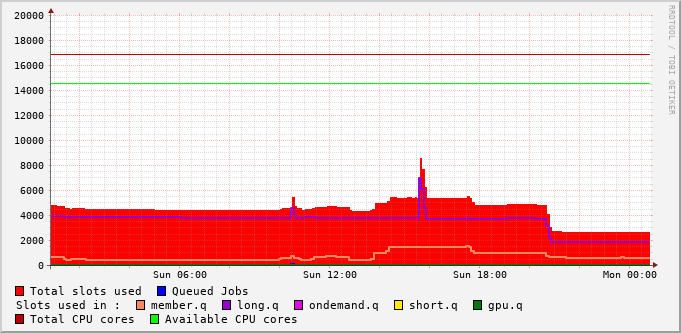 RRDTOOL / TOBI OETIKER
20000
18000
16000
14000
12000
10000
8000
6000
4000
2000
0
Sun 06:00 Sun 12:00 Sun 18:00 Mon 00:00
Total slots used Queued Jobs
Slots used in : member.q long.q ondemand.q short.q gpu.q
Total CPU cores Available CPU cores